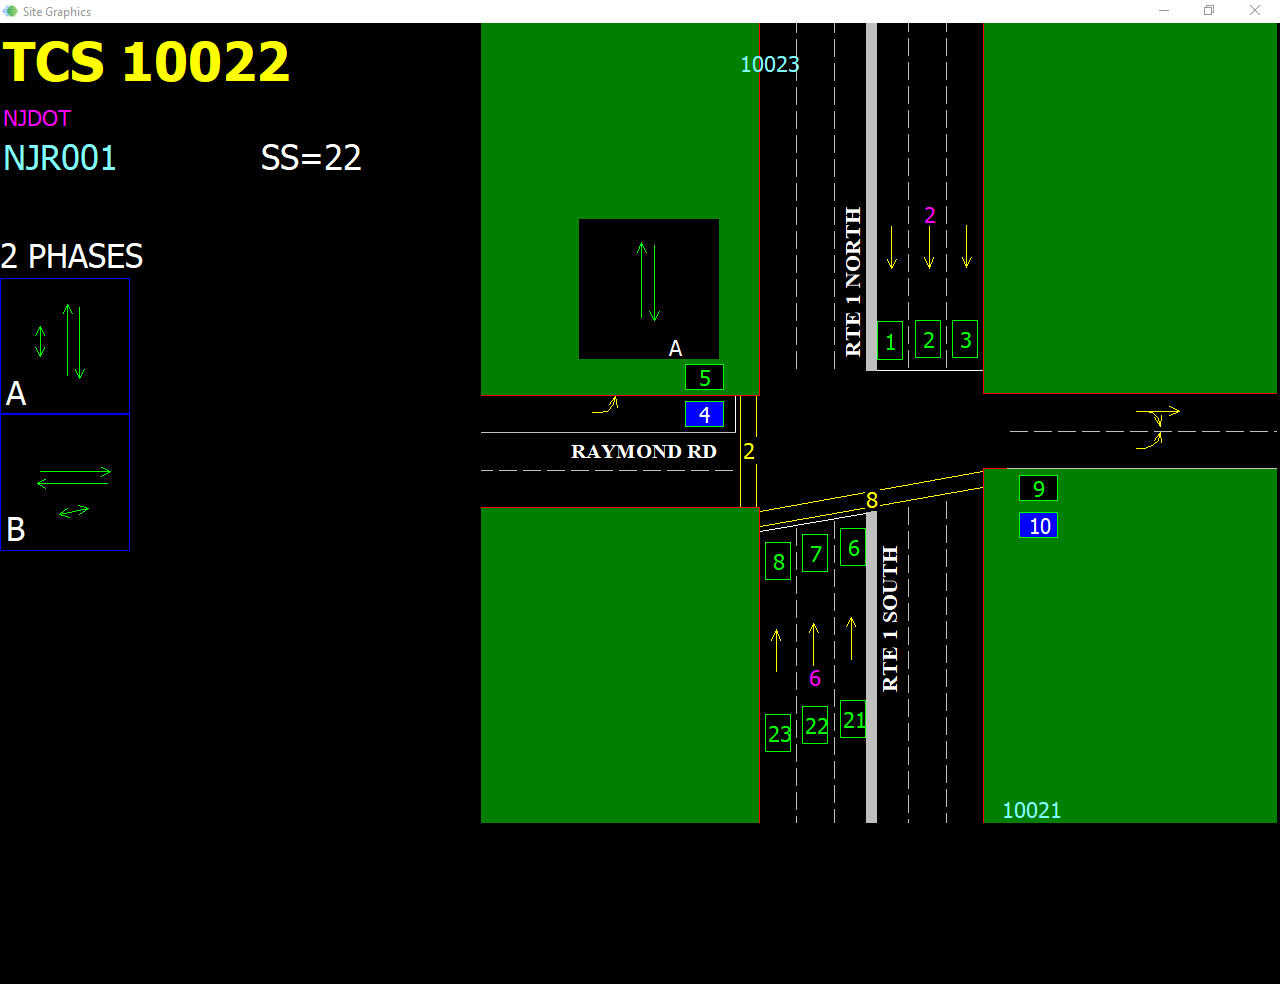 Site Graphics
TCS 10022
NJDOT
NJR001 SS=22
2 PHASES
A
B
10023
RTE 1 NORTH
2
1 2 3
A
5
4
RAYMOND RD
2
8
9
10
8 7 6
RTE 1 SOUTH
6
23 22 21
10021